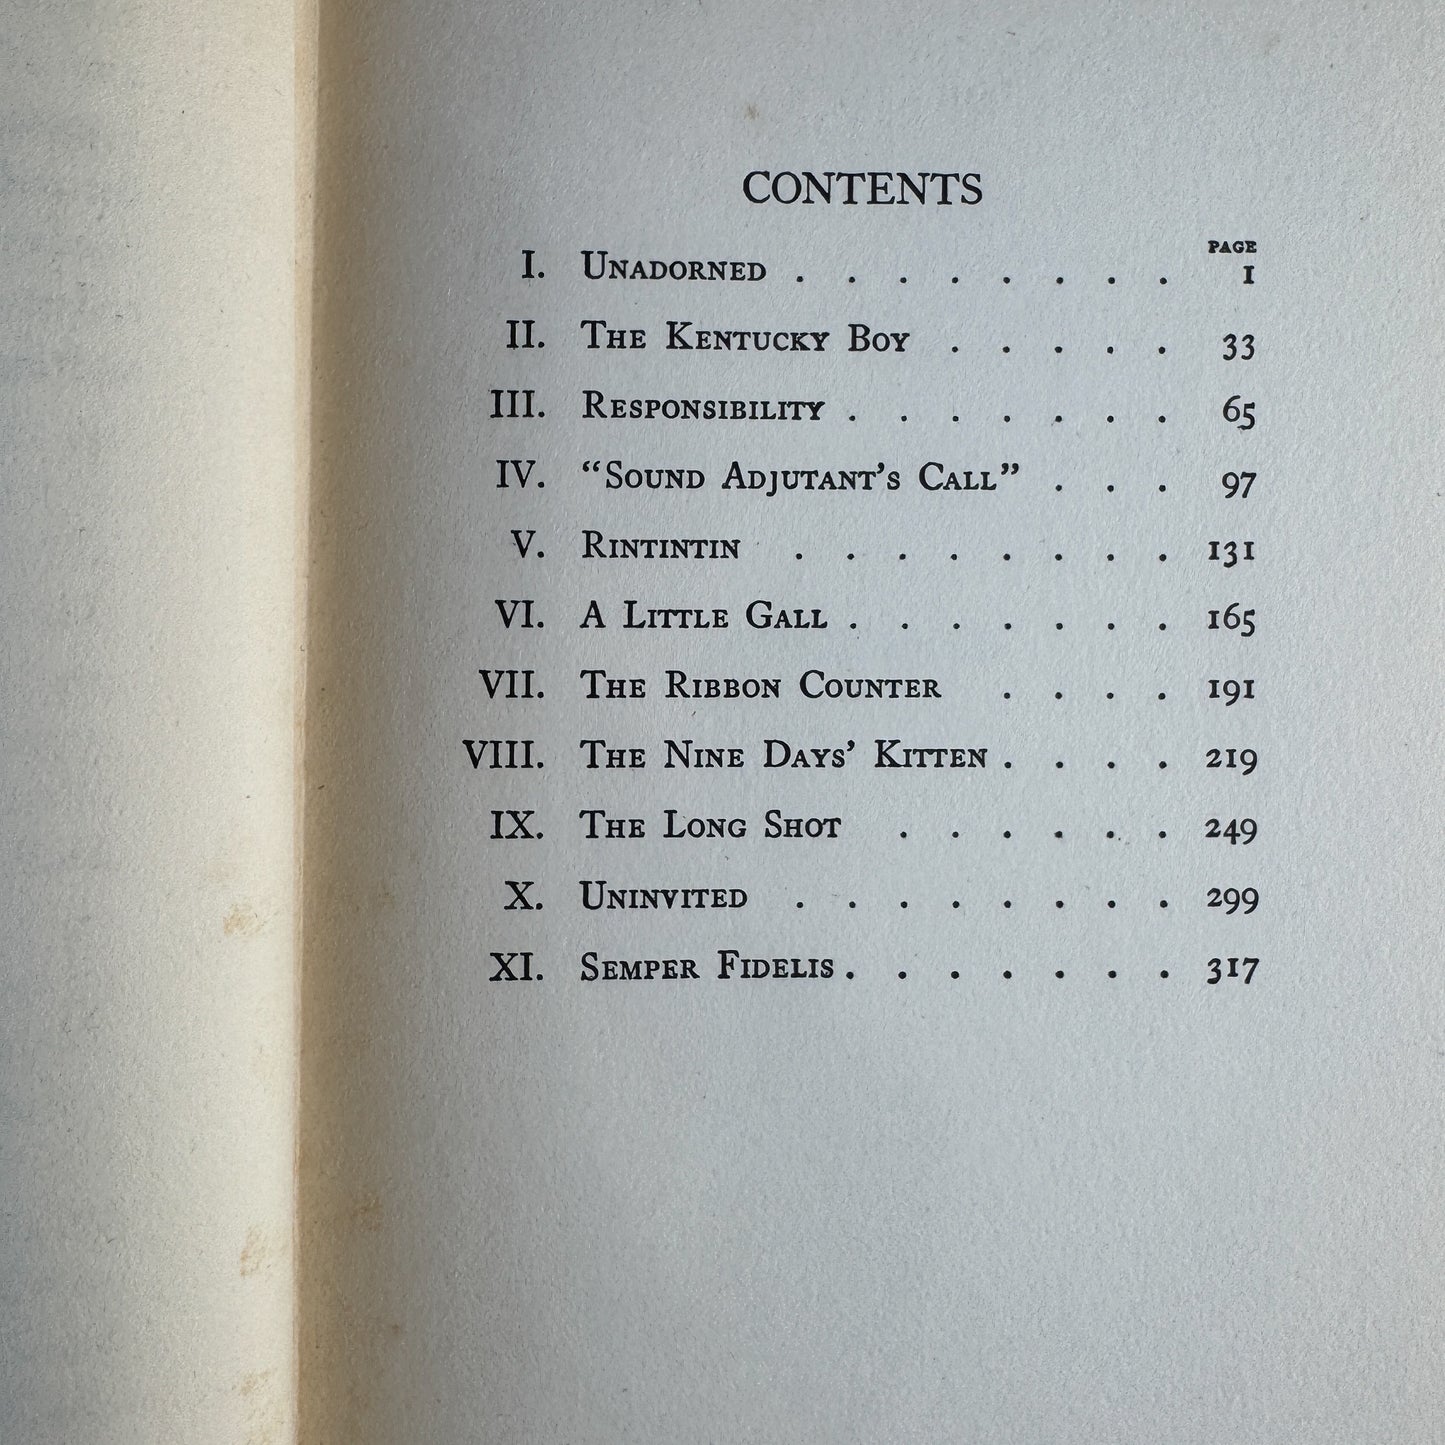 CONTENTS
PAGE
I. Unadorned . . . . . . . . 1
II. The Kentucky Boy . . . . . 33
III. Responsibility . . . . . . . 65
IV. “Sound Adjutant’s Call” . . . 97
V. Rintintin . . . . . . . . 131
VI. A Little Gall . . . . . . . 165
VII. The Ribbon Counter . . . . 191
VIII. The Nine Days’ Kitten . . . . 219
IX. The Long Shot . . . . . . 249
X. Uninvited . . . . . . . . 299
XI. Semper Fidelis . . . . . . . 317